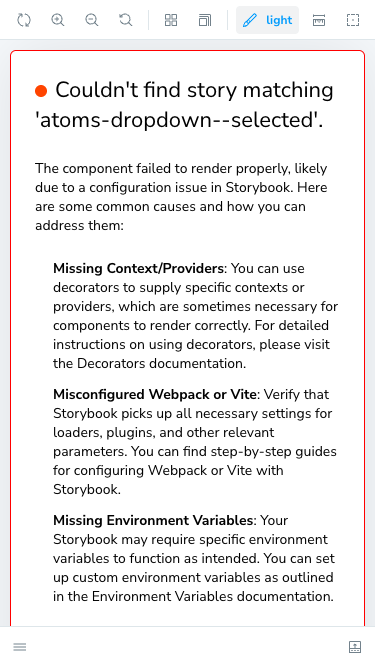 light
Couldn't find story matching
'atoms-dropdown--selected'.
The component failed to render properly, likely
due to a configuration issue in Storybook. Here
are some common causes and how you can
address them:
Missing Context/Providers: You can use
decorators to supply specific contexts or
providers, which are sometimes necessary for
components to render correctly. For detailed
instructions on using decorators, please visit
the Decorators documentation.
Misconfigured Webpack or Vite: Verify that
Storybook picks up all necessary settings for
loaders, plugins, and other relevant
parameters. You can find step-by-step guides
for configuring Webpack or Vite with
Storybook.
Missing Environment Variables: Your
Storybook may require specific environment
variables to function as intended. You can set
up custom environment variables as outlined
in the Environment Variables documentation.